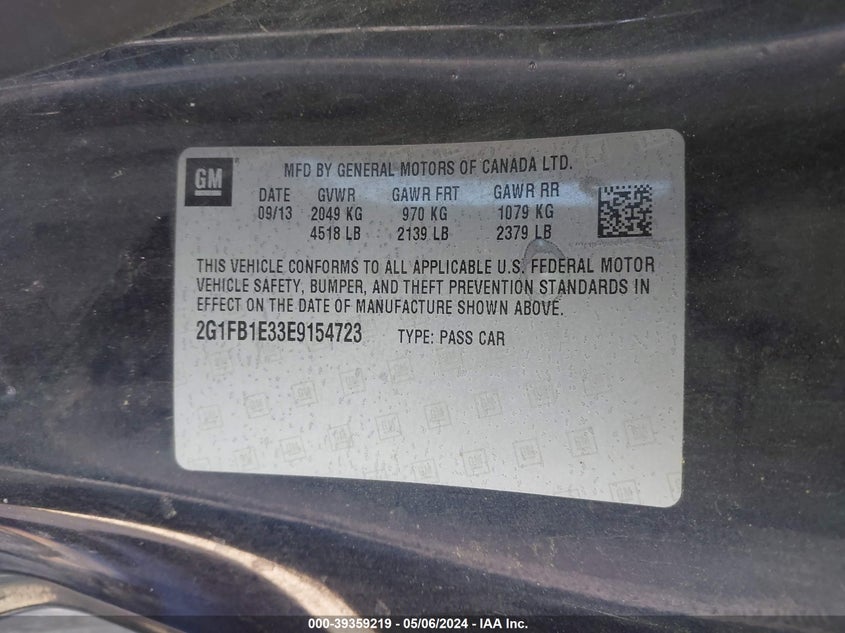 GM
MFD BY GENERAL MOTORS OF CANADA LTD.
DATE GVWR GAWR FRT GAWR RR
09/13 2049 KG 970 KG 1079 KG
4518 LB 2139 LB 2379 LB
THIS VEHICLE CONFORMS TO ALL APPLICABLE U.S. FEDERAL MOTOR
VEHICLE SAFETY, BUMPER, AND THEFT PREVENTION STANDARDS IN
EFFECT ON THE DATE OF MANUFACTURE SHOWN ABOVE.
2G1FB1E33E9154723 TYPE: PASS CAR
000-39359219 - 05/06/2024 - IAA Inc.